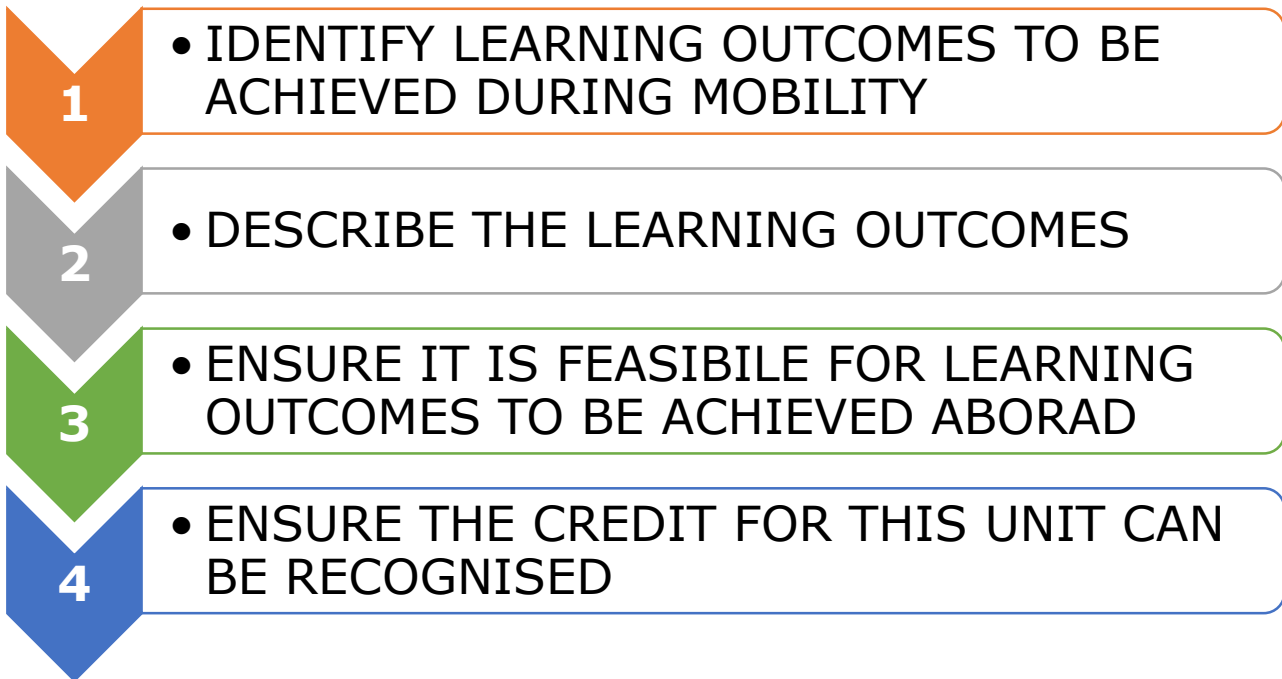 1
• IDENTIFY LEARNING OUTCOMES TO BE
ACHIEVED DURING MOBILITY
2
• DESCRIBE THE LEARNING OUTCOMES
3
• ENSURE IT IS FEASIBILE FOR LEARNING
OUTCOMES TO BE ACHIEVED ABORAD
4
• ENSURE THE CREDIT FOR THIS UNIT CAN
BE RECOGNISED